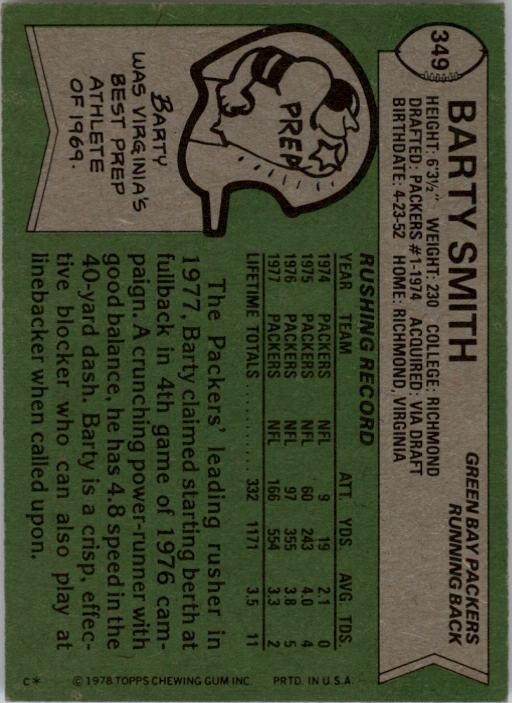 349
BARTY SMITH
GREEN BAY PACKERS
RUNNING BACK
HEIGHT: 6'3½" WEIGHT: 230 COLLEGE: RICHMOND
DRAFTED: PACKERS #1-1974 ACQUIRED: VIA DRAFT
BIRTHDATE: 4-23-52 HOME: RICHMOND, VIRGINIA
PREP
BARTY
WAS VIRGINIA'S
BEST PREP
ATHLETE
OF 1969.
RUSHING RECORD
YEAR TEAM ATT. YDS. AVG. TDS.
1974 PACKERS NFL 9 19 2.1 0
1975 PACKERS NFL 60 243 4.0 4
1976 PACKERS NFL 97 355 3.8 5
1977 PACKERS NFL 166 554 3.3 2
LIFETIME TOTALS .......... 332 1171 3.5 11
The Packers' leading rusher in
1977, Barty claimed starting berth at
fullback in 4th game of 1976 cam-
paign. A crunching power-runner with
good balance, he has 4.8 speed in the
40-yard dash. Barty is a crisp, effec-
tive blocker who can also play at
linebacker when called upon.
C* © 1978 TOPPS CHEWING GUM INC. PRTD. IN U.S.A.